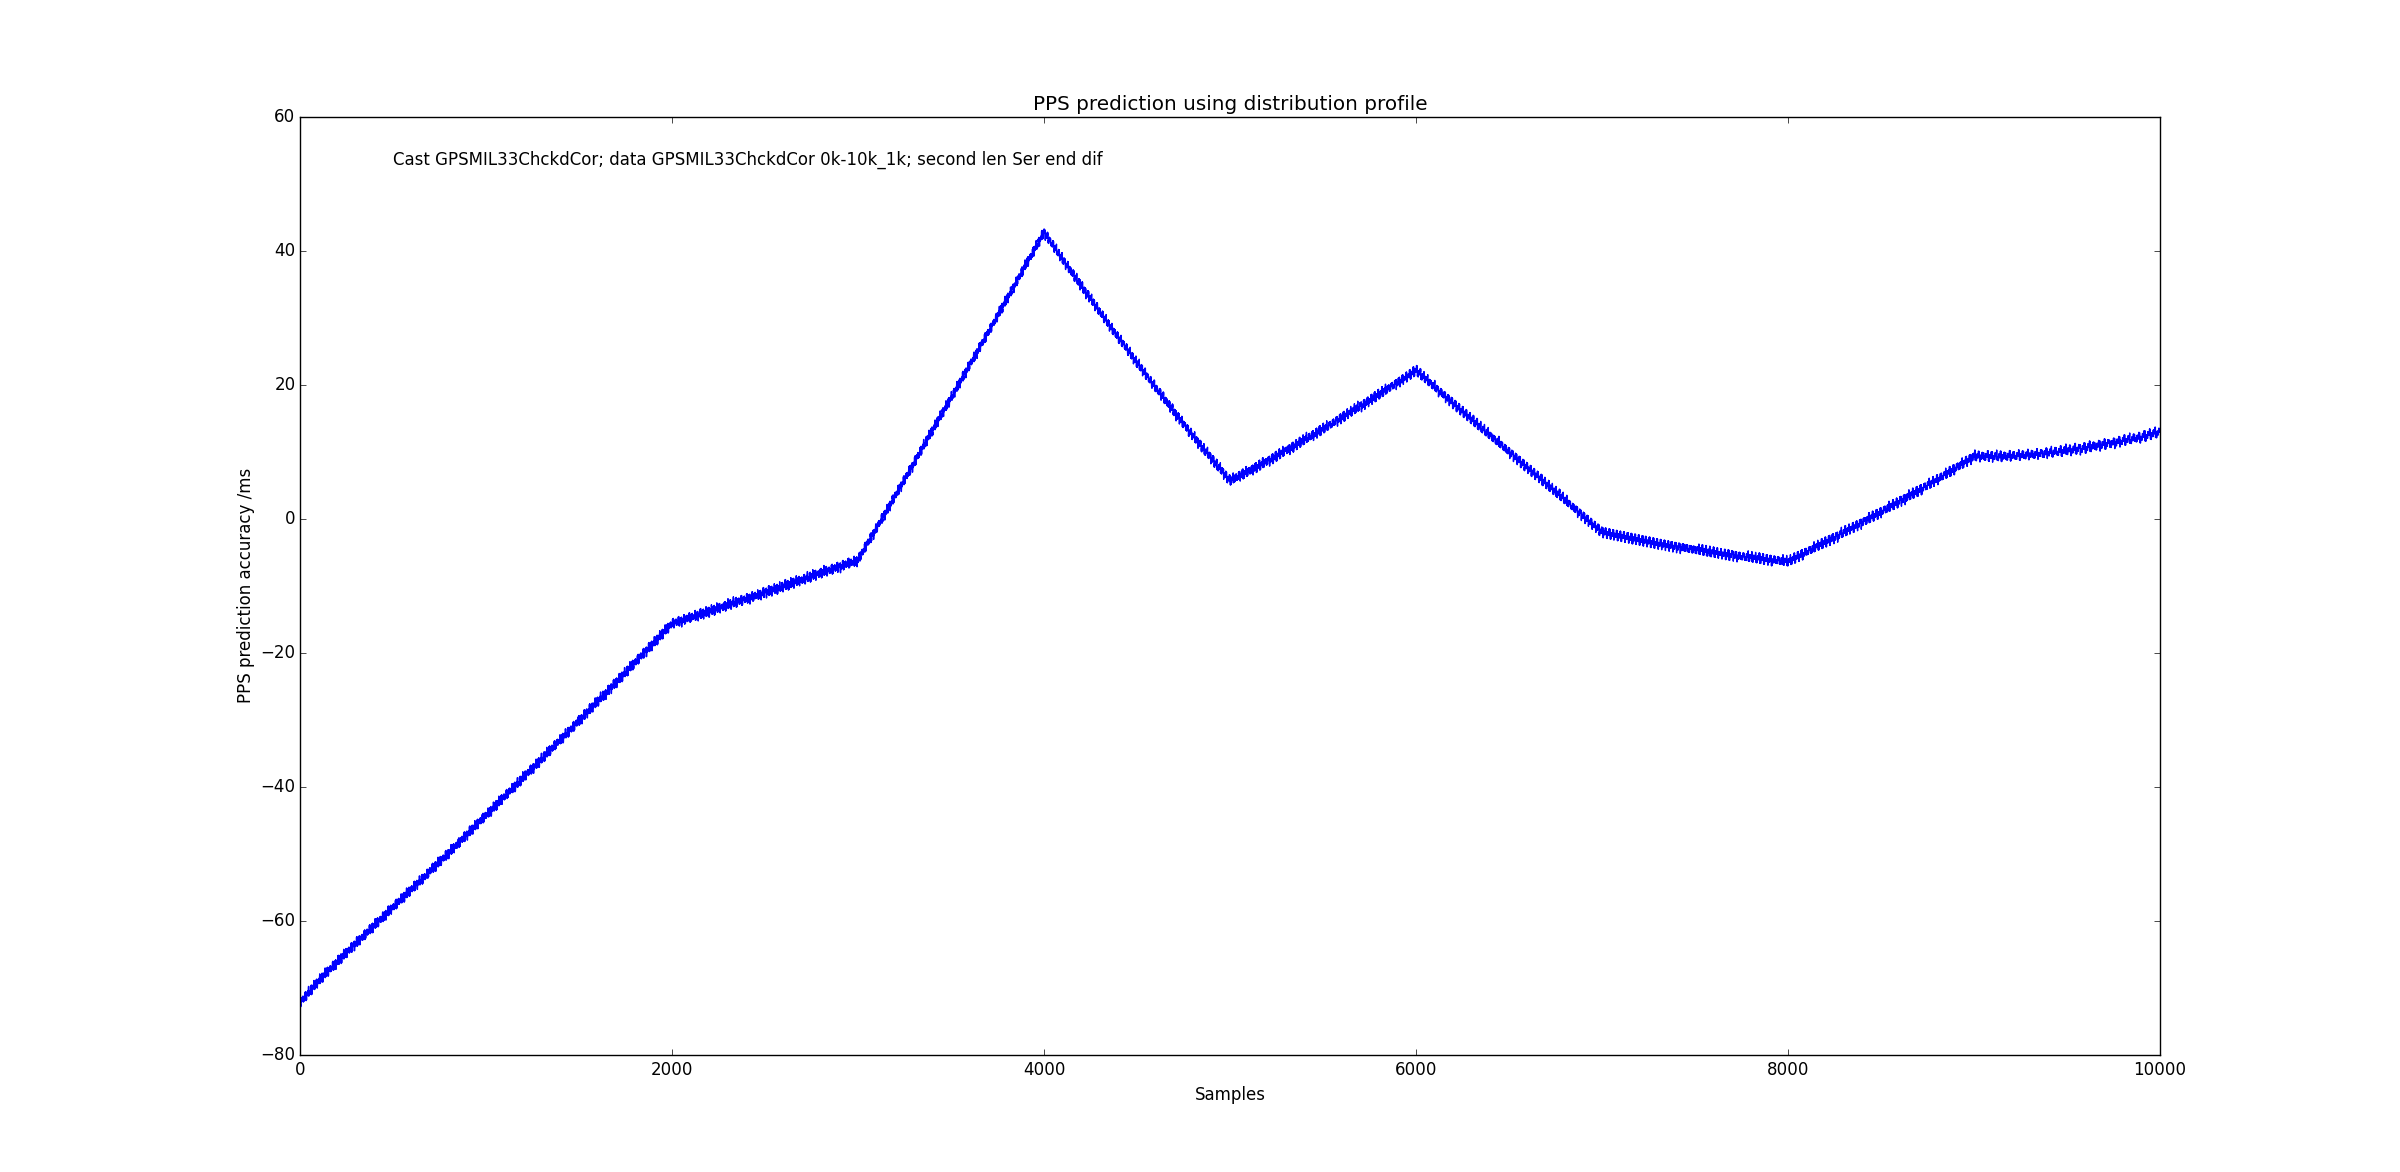 PPS prediction using distribution profile
60
Cast GPSMIL33ChckdCor; data GPSMIL33ChckdCor 0k-10k_1k; second len Ser end dif
40
20
0
−20
−40
−60
−80
PPS prediction accuracy /ms
0 2000 4000 6000 8000 10000
Samples